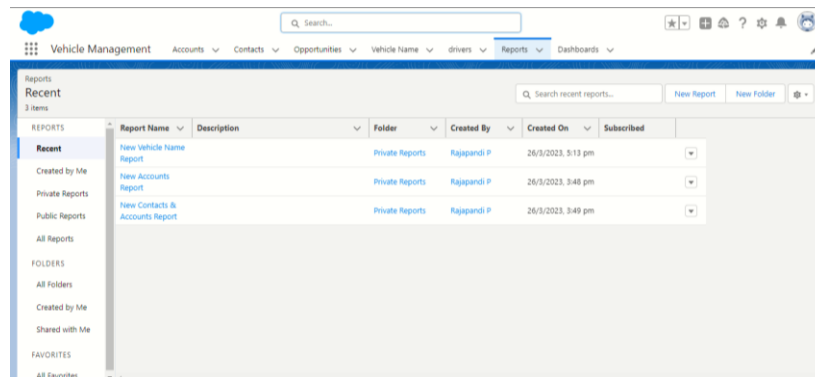 Search...
Vehicle Management Accounts Contacts Opportunities Vehicle Name drivers Reports Dashboards
Reports
Recent
3 items
Search recent reports...
New Report New Folder
REPORTS
Recent
Created by Me
Private Reports
Public Reports
All Reports
FOLDERS
All Folders
Created by Me
Shared with Me
FAVORITES
All Favorites
Report Name Description Folder Created By Created On Subscribed
New Vehicle Name
Report
Private Reports Rajapandi P 26/3/2023, 5:13 pm
New Accounts
Report
Private Reports Rajapandi P 26/3/2023, 3:48 pm
New Contacts &
Accounts Report
Private Reports Rajapandi P 26/3/2023, 3:49 pm